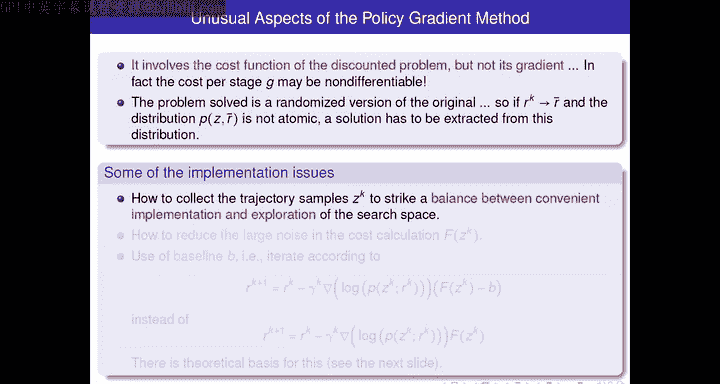 Unusual Aspects of the Policy Gradient Method
It involves the cost function of the discounted problem, but not its gradient ... In
fact the cost per stage g may be nondifferentiable!
The problem solved is a randomized version of the original ... so if r^k → r̄ and the
distribution p(z, r̄) is not atomic, a solution has to be extracted from this
distribution.
Some of the implementation issues
How to collect the trajectory samples z^k to strike a balance between convenient
implementation and exploration of the search space.
How to reduce the large noise in the cost calculation F(z^k).
Use of baseline b, i.e., iterate according to
r^{k+1} = r^k − γ^k ∇(log(p(z^k; r^k)))(F(z^k) − b)
instead of
r^{k+1} = r^k − γ^k ∇(log(p(z^k; r^k)))F(z^k)
There is theoretical basis for this (see the next slide).